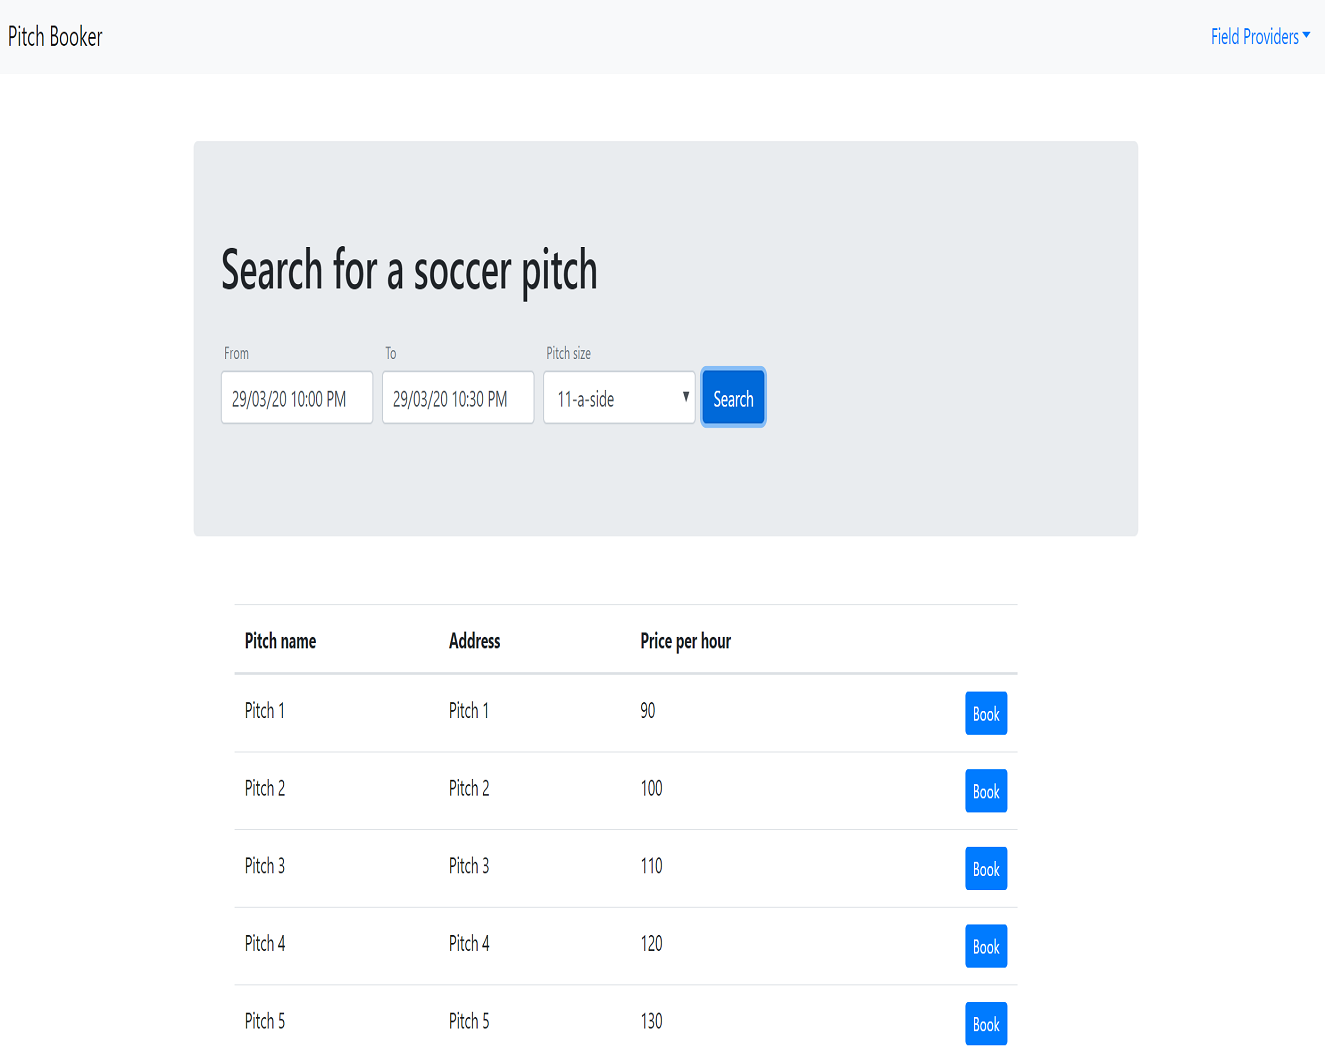 Pitch Booker
Field Providers
Search for a soccer pitch
From To Pitch size
29/03/20 10:00 PM 29/03/20 10:30 PM 11-a-side Search
Pitch name Address Price per hour
Pitch 1 Pitch 1 90 Book
Pitch 2 Pitch 2 100 Book
Pitch 3 Pitch 3 110 Book
Pitch 4 Pitch 4 120 Book
Pitch 5 Pitch 5 130 Book